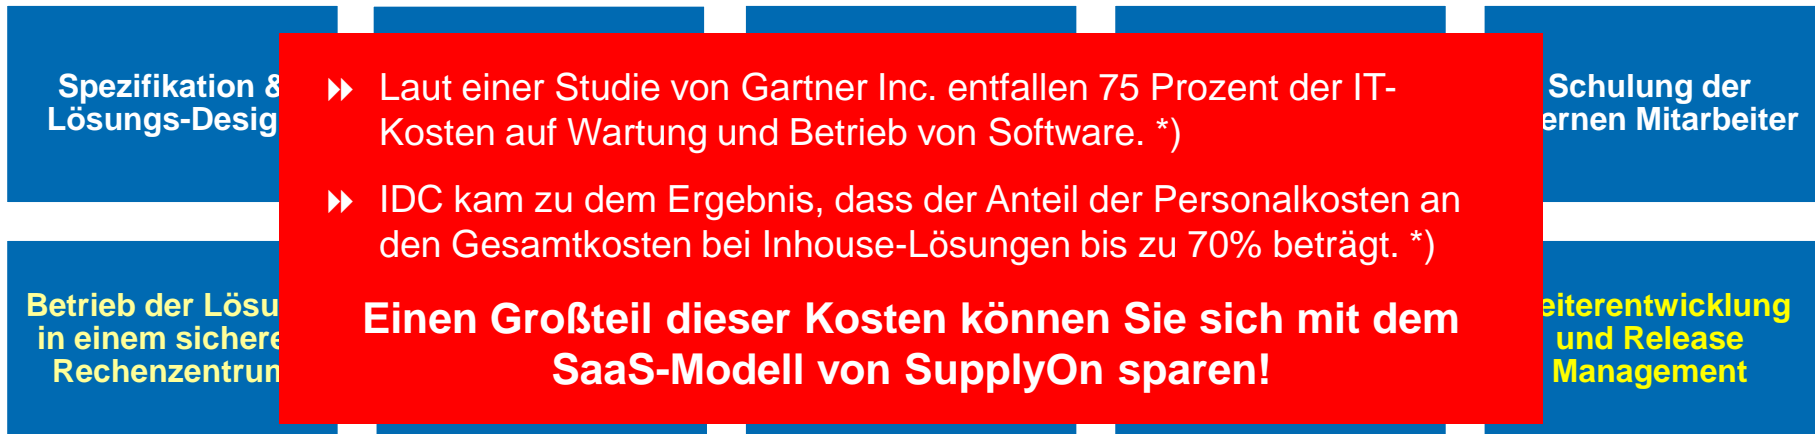 Spezifikation &
Lösungs-Desig
▸▸ Laut einer Studie von Gartner Inc. entfallen 75 Prozent der IT-
Kosten auf Wartung und Betrieb von Software. *)
▸▸ IDC kam zu dem Ergebnis, dass der Anteil der Personalkosten an
den Gesamtkosten bei Inhouse-Lösungen bis zu 70% beträgt. *)
Einen Großteil dieser Kosten können Sie sich mit dem
SaaS-Modell von SupplyOn sparen!
Schulung der
ernen Mitarbeiter
Betrieb der Lösu
in einem sichere
Rechenzentrum
eiterentwicklung
und Release
Management